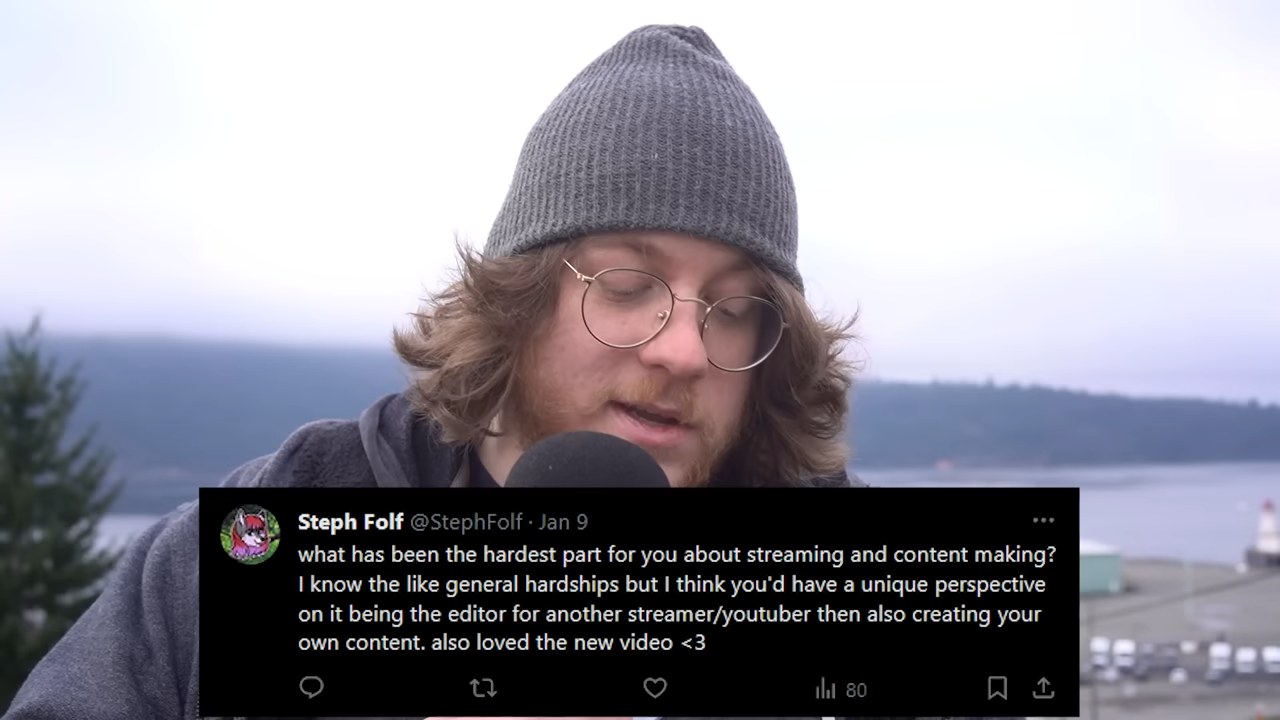 Steph Folf @StephFolf · Jan 9
what has been the hardest part for you about streaming and content making?
I know the like general hardships but I think you'd have a unique perspective
on it being the editor for another streamer/youtuber then also creating your
own content. also loved the new video <3
80